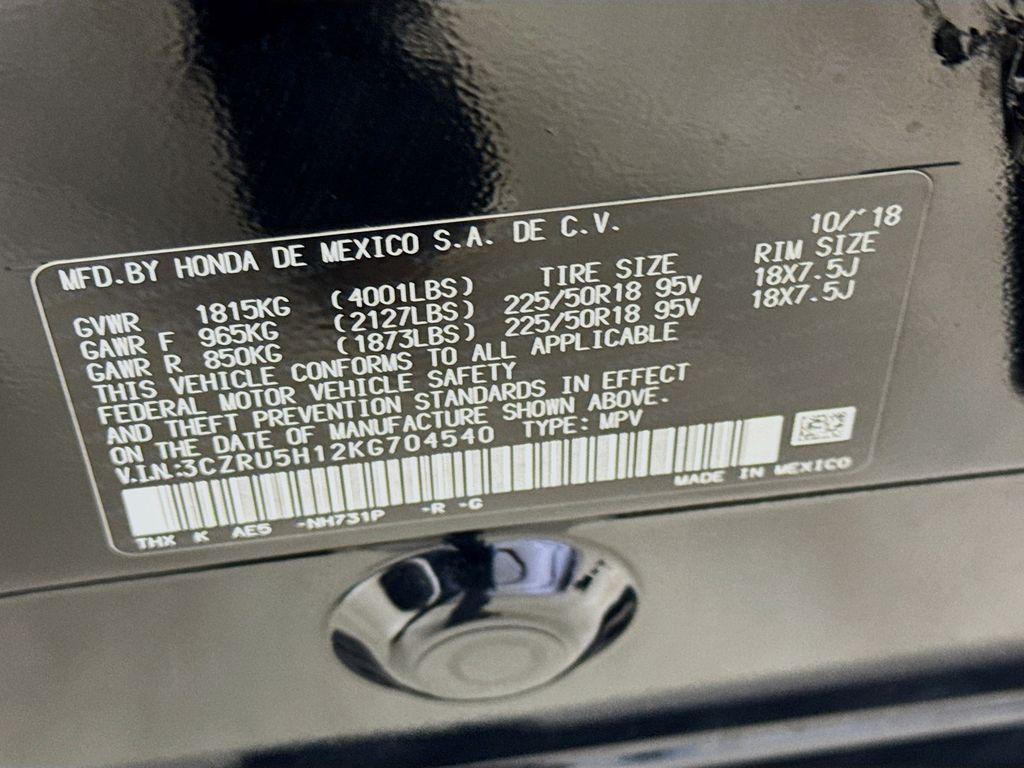 MFD.BY HONDA DE MEXICO S.A. DE C.V. 10/'18
TIRE SIZE RIM SIZE
GVWR 1815KG (4001LBS)
GAWR F 965KG (2127LBS) 225/50R18 95V 18X7.5J
GAWR R 850KG (1873LBS) 225/50R18 95V 18X7.5J
THIS VEHICLE CONFORMS TO ALL APPLICABLE
FEDERAL MOTOR VEHICLE SAFETY
AND THEFT PREVENTION STANDARDS IN EFFECT
ON THE DATE OF MANUFACTURE SHOWN ABOVE.
V.I.N.:3CZRU5H12KG704540 TYPE: MPV
MADE IN MEXICO
THX K AE5 -NH731P -R -G